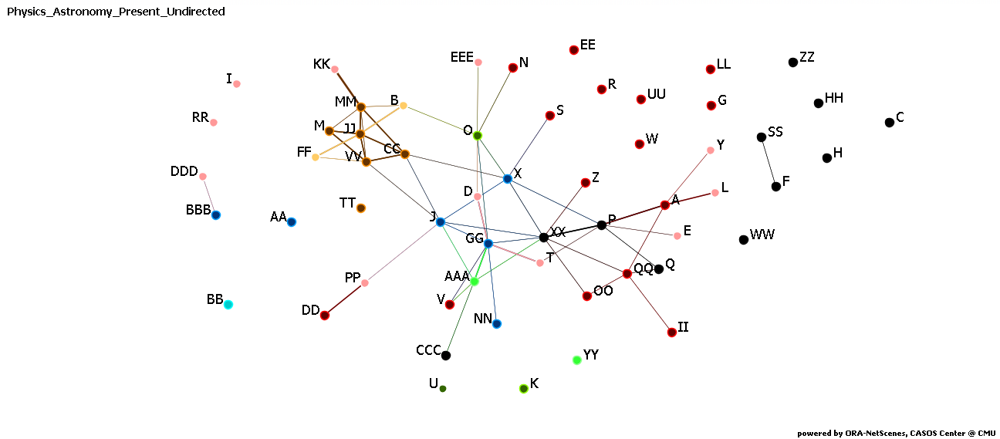 Physics_Astronomy_Present_Undirected
EE
EEE
N
ZZ
KK
LL
I
R
MM
B
UU
G
HH
S
RR
M
JJ
O
W
SS
C
FF
VV
CC
Y
H
DDD
X
Z
F
D
L
BBB
AA
TT
J
A
P
GG
XX
E
WW
T
PP
AAA
QQ
Q
BB
DD
V
OO
NN
II
CCC
YY
U
K
powered by ORA-NetScenes, CASOS Center @ CMU